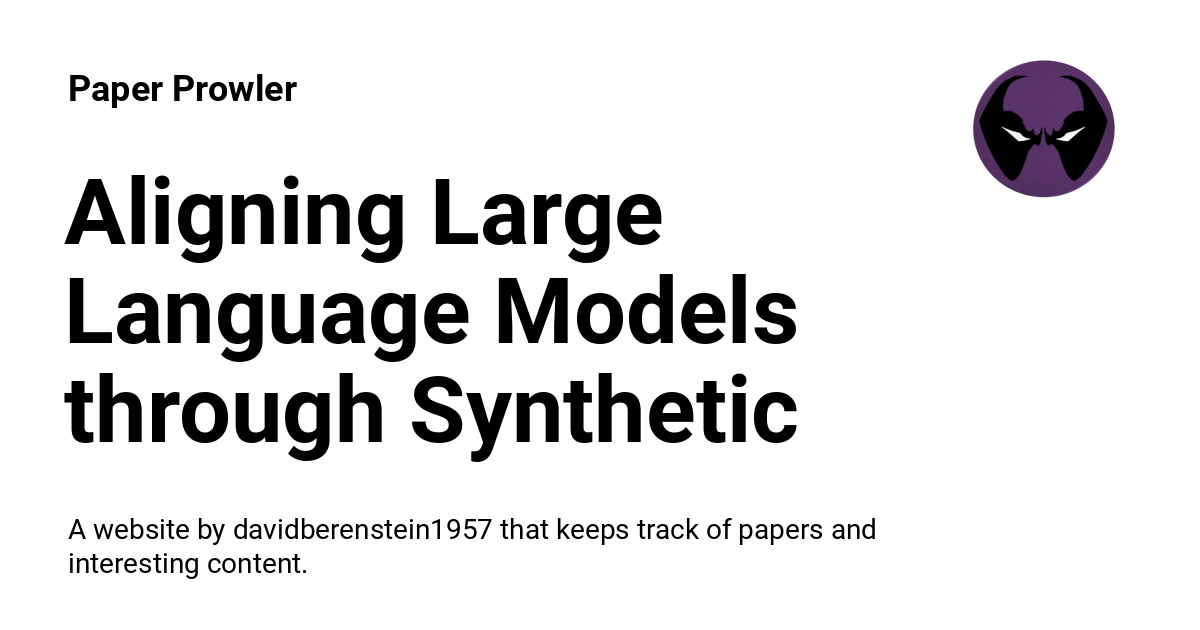 Paper Prowler
Aligning Large
Language Models
through Synthetic
A website by davidberenstein1957 that keeps track of papers and
interesting content.